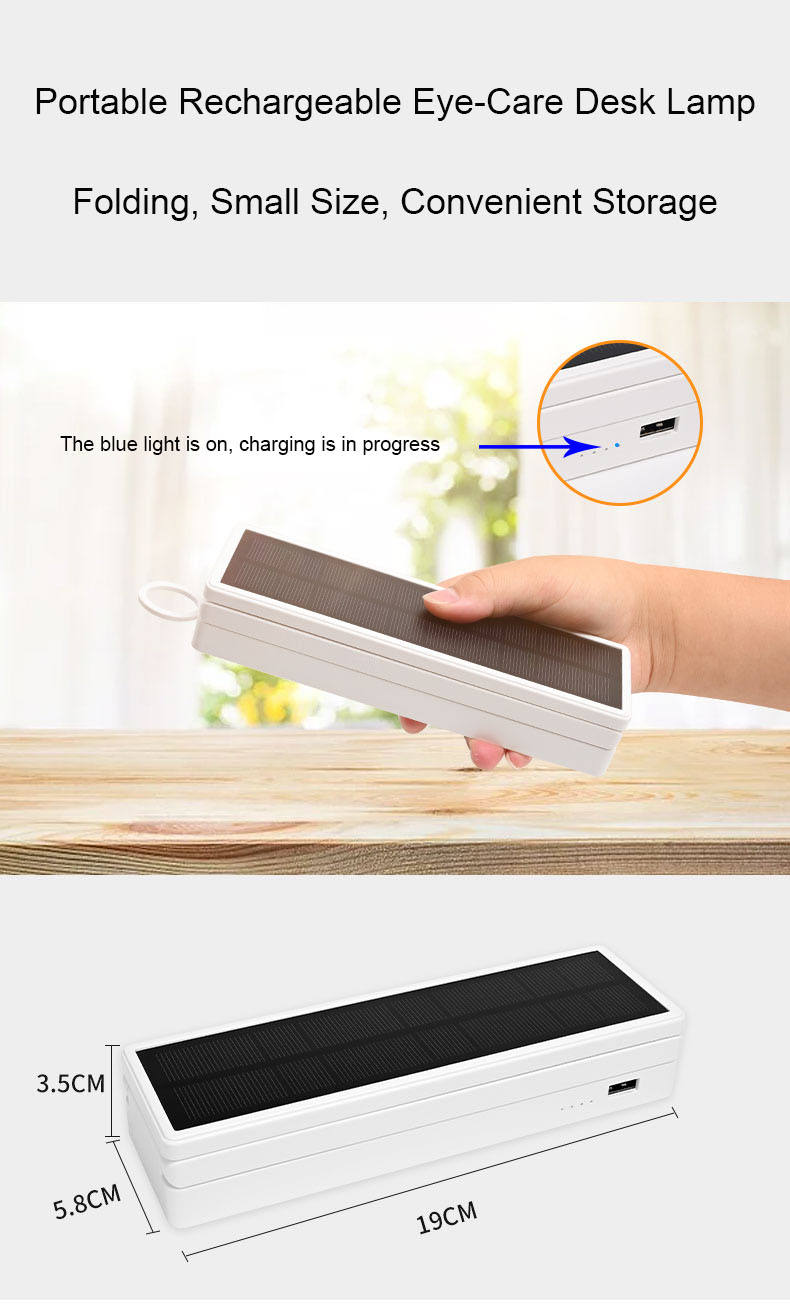 Portable Rechargeable Eye-Care Desk Lamp
Folding, Small Size, Convenient Storage
The blue light is on, charging is in progress
3.5CM
5.8CM
19CM